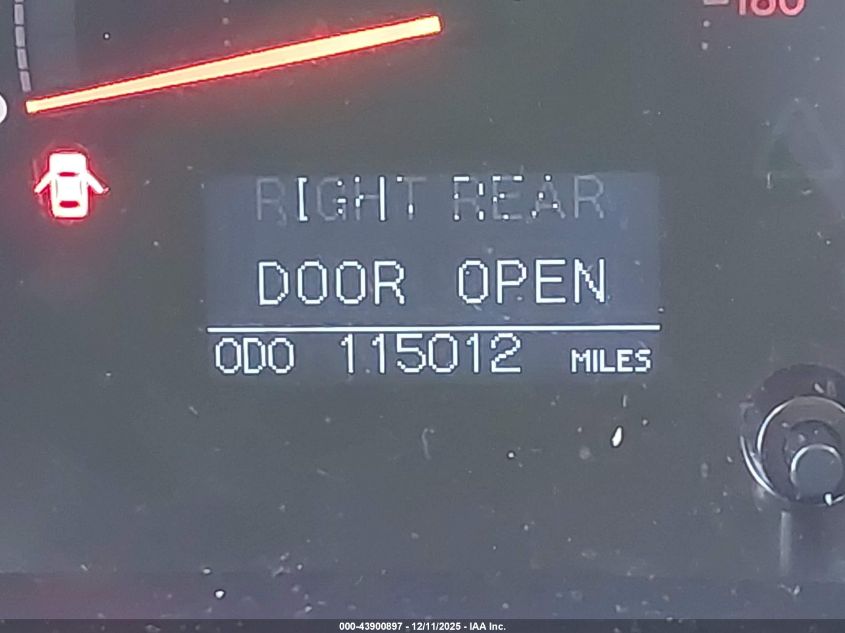 -180
RIGHT REAR
DOOR OPEN
ODO 115012 MILES
000-43900897 - 12/11/2025 - IAA Inc.